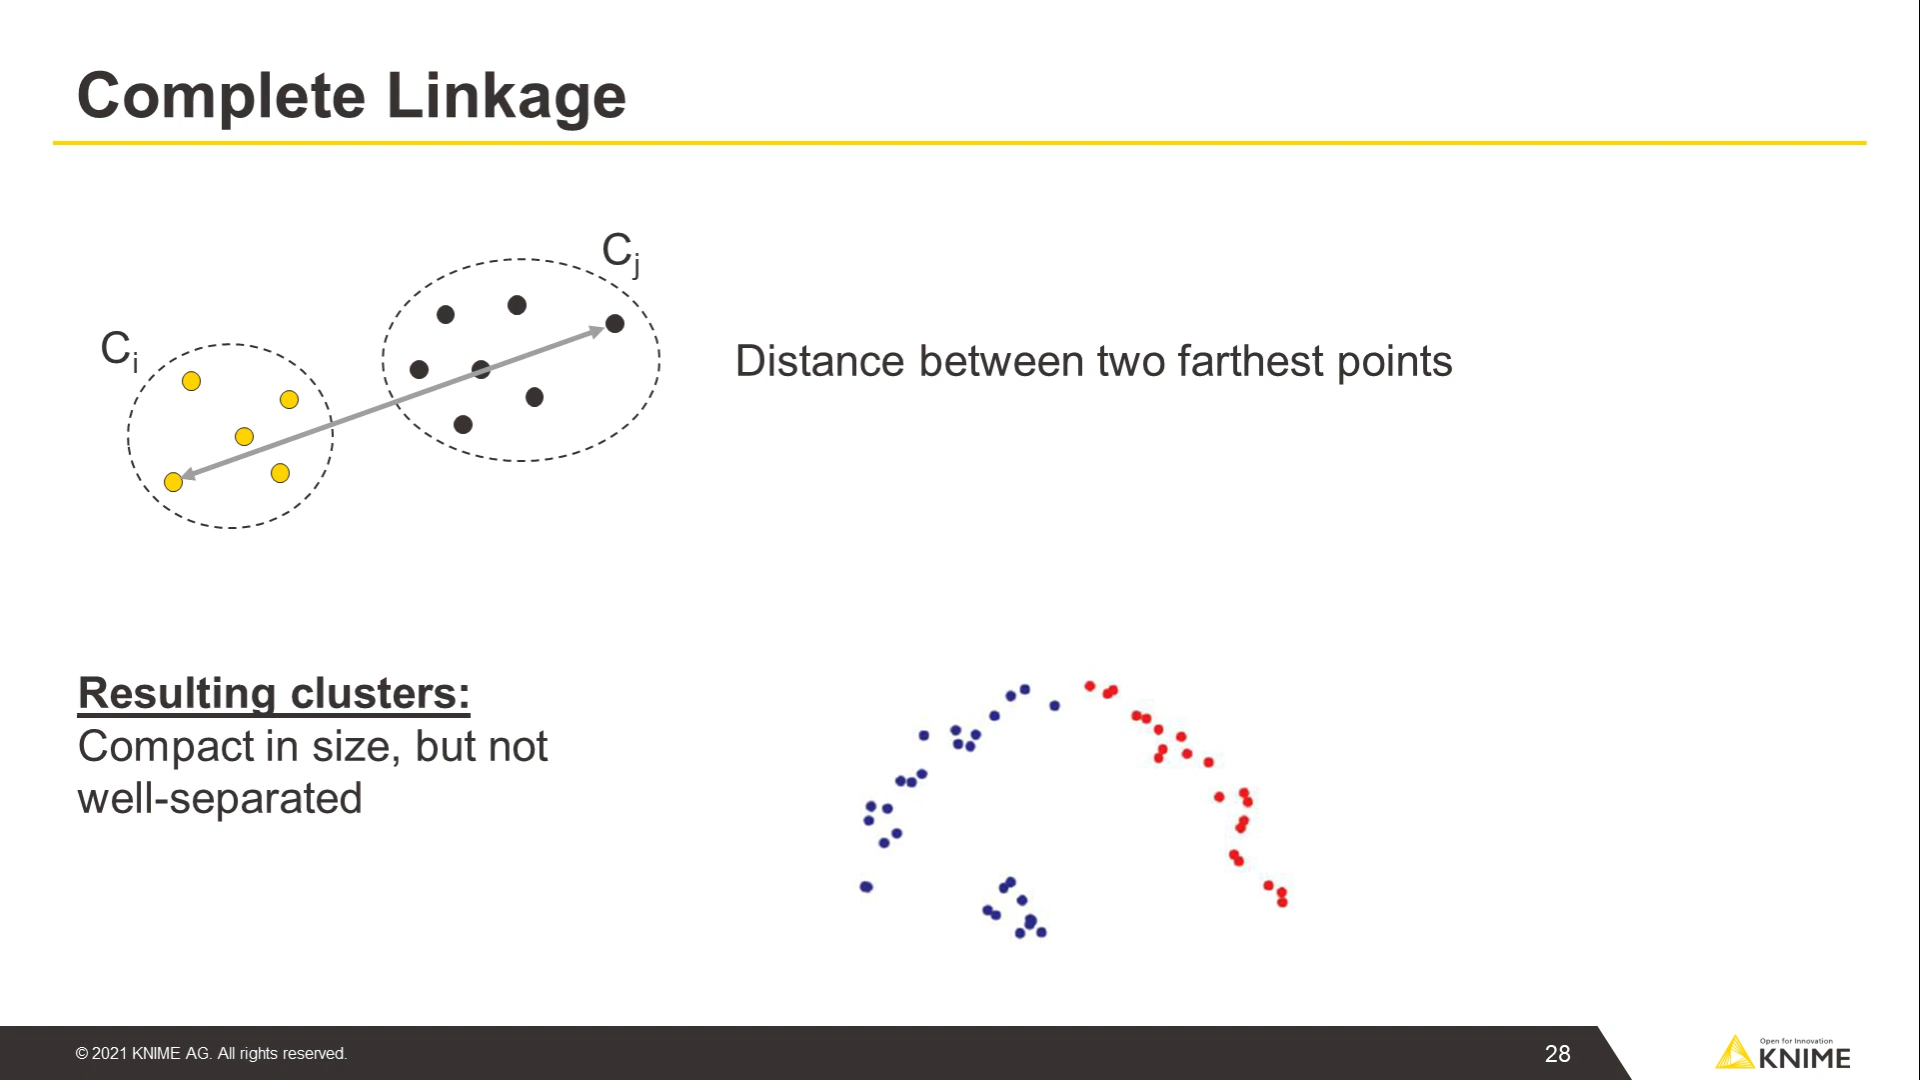 Complete Linkage
Cj
Ci
Distance between two farthest points
Resulting clusters:
Compact in size, but not
well-separated
© 2021 KNIME AG. All rights reserved.
28
Open for Innovation
KNIME